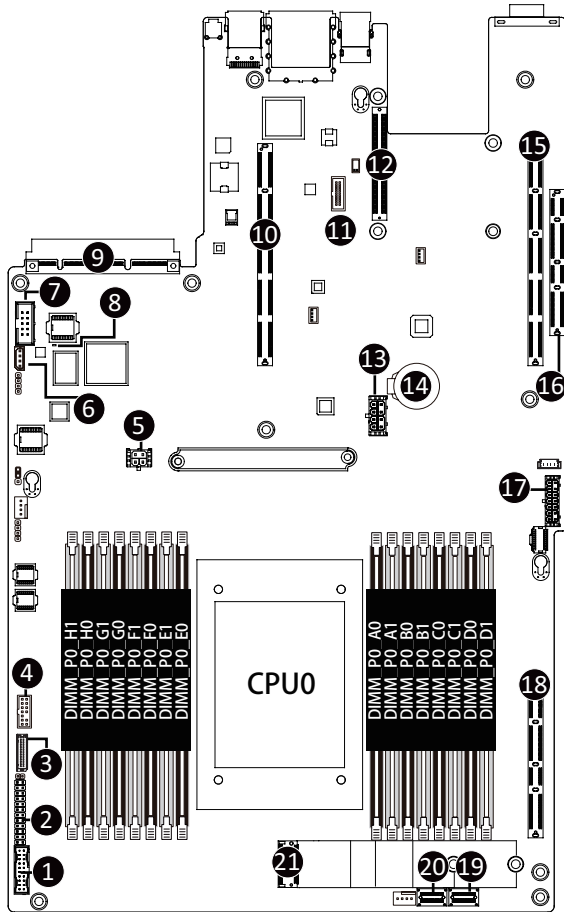 15
12
10
11
9
7
8
13
14
16
6
5
17
DIMM_P0_H1
DIMM_P0_H0
DIMM_P0_G1
DIMM_P0_G0
DIMM_P0_F1
DIMM_P0_F0
DIMM_P0_E1
DIMM_P0_E0
CPU0
DIMM_P0_A0
DIMM_P0_A1
DIMM_P0_B0
DIMM_P0_B1
DIMM_P0_C0
DIMM_P0_C1
DIMM_P0_D0
DIMM_P0_D1
4
18
3
2
1
21
20
19